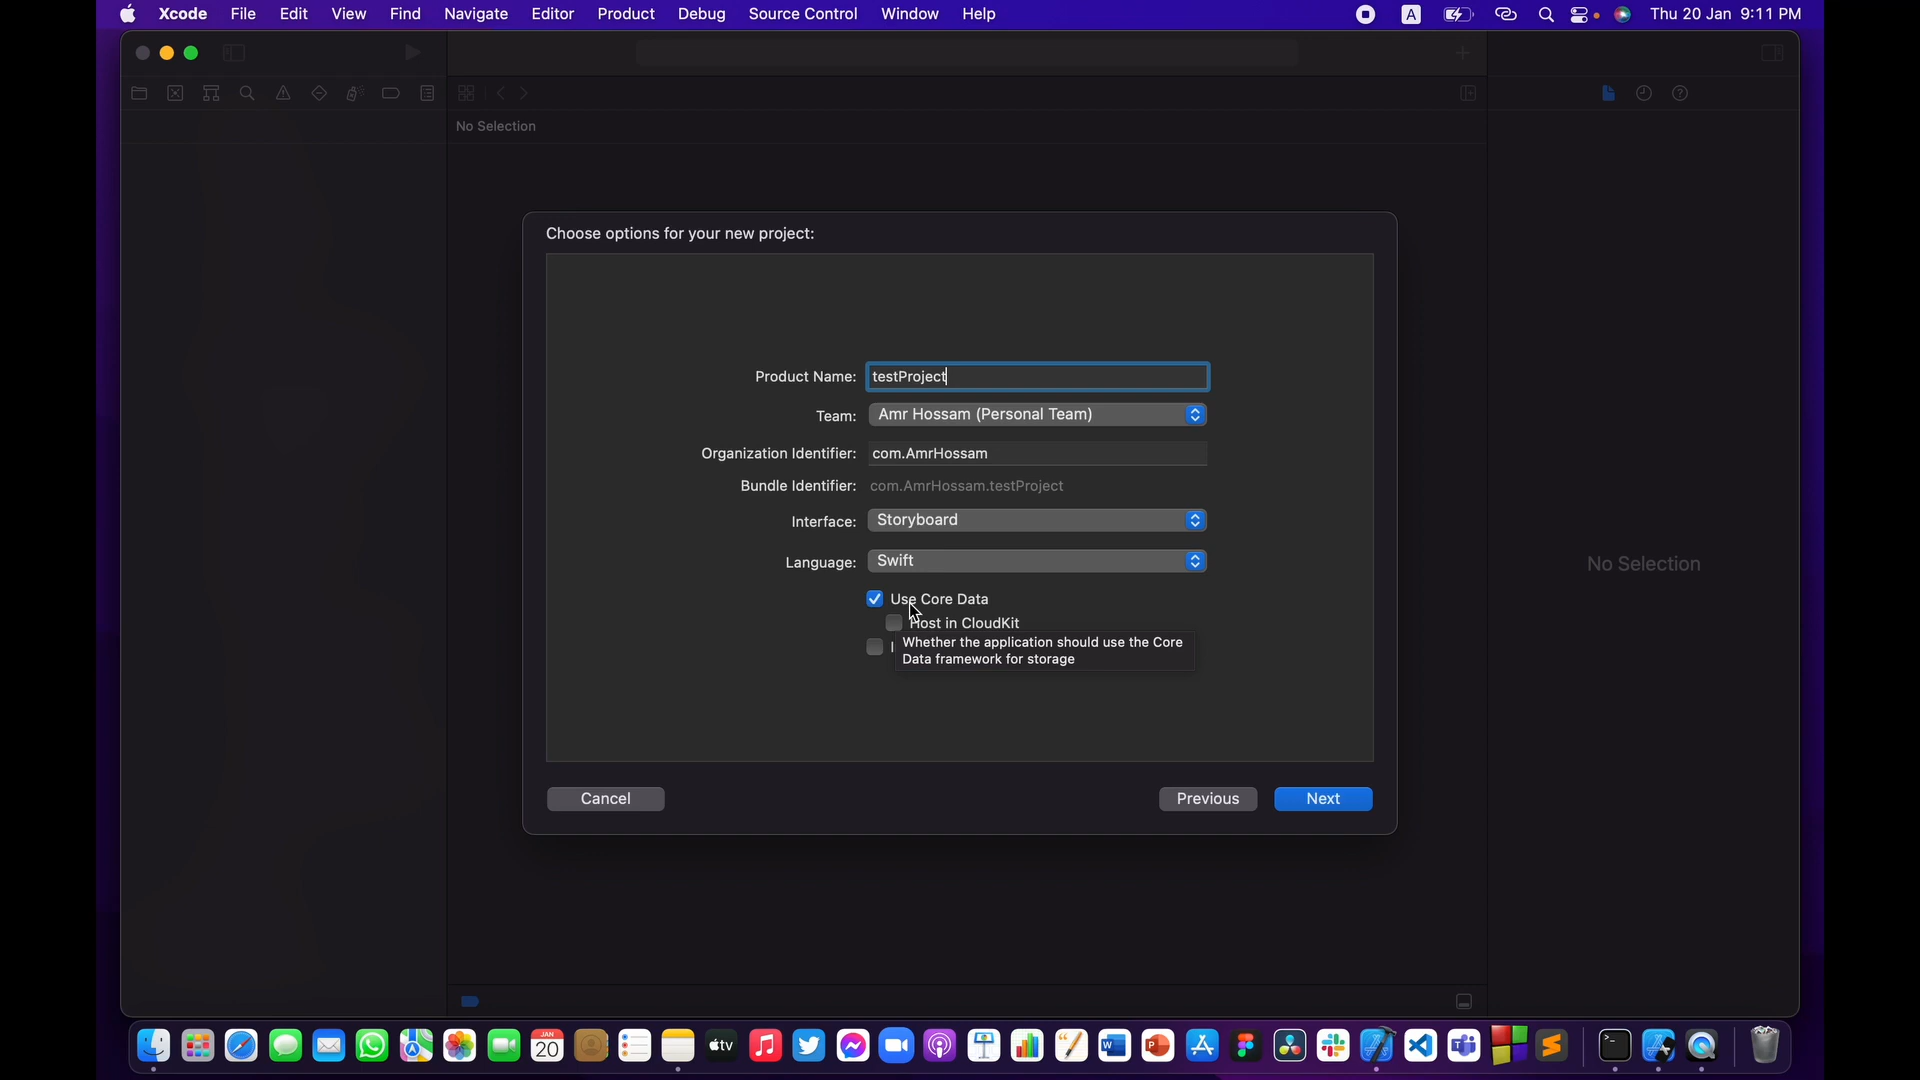 Xcode File Edit View Find Navigate Editor Product Debug Source Control Window Help A Thu 20 Jan 9:11 PM
No Selection
Choose options for your new project:
Product Name: testProject
Team: Amr Hossam (Personal Team)
Organization Identifier: com.AmrHossam
Bundle Identifier: com.AmrHossam.testProject
Interface: Storyboard
No Selection
Language: Swift
Use Core Data
Host in CloudKit
Whether the application should use the Core
Data framework for storage
Cancel Previous Next
JAN
20
tv